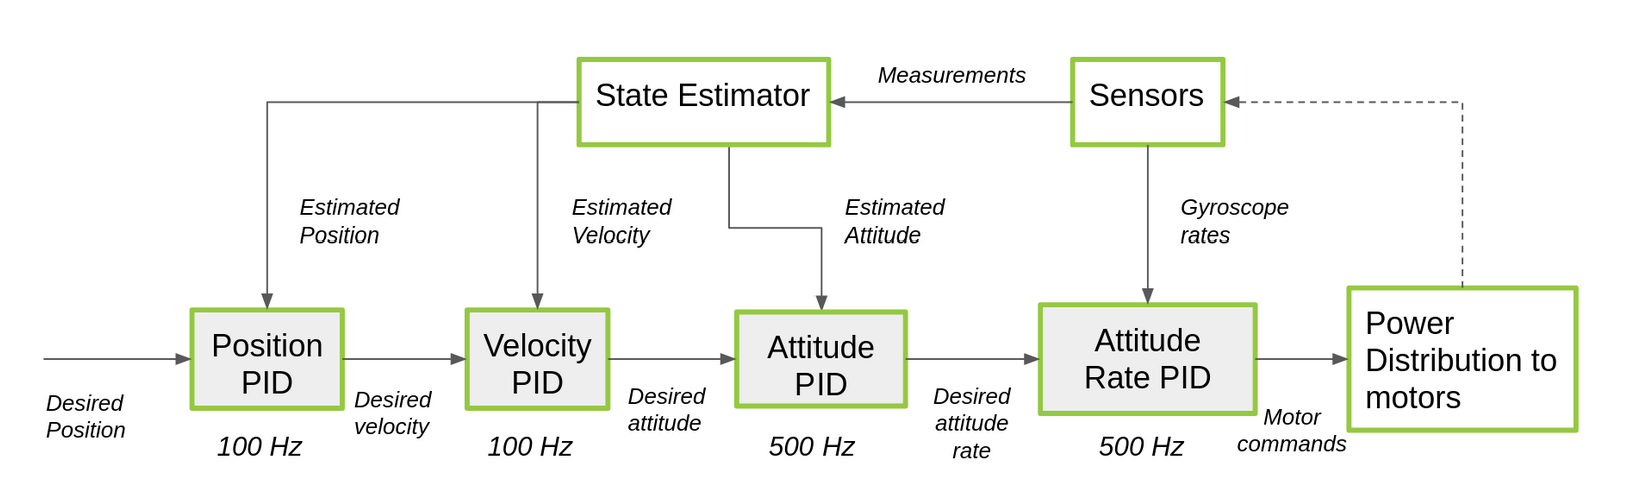 State Estimator
Measurements
Sensors
Estimated
Position
Estimated
Velocity
Estimated
Attitude
Gyroscope
rates
Desired
Position
Position
PID
100 Hz
Desired
velocity
Velocity
PID
100 Hz
Desired
attitude
Attitude
PID
500 Hz
Desired
attitude
rate
Attitude
Rate PID
500 Hz
Motor
commands
Power
Distribution to
motors